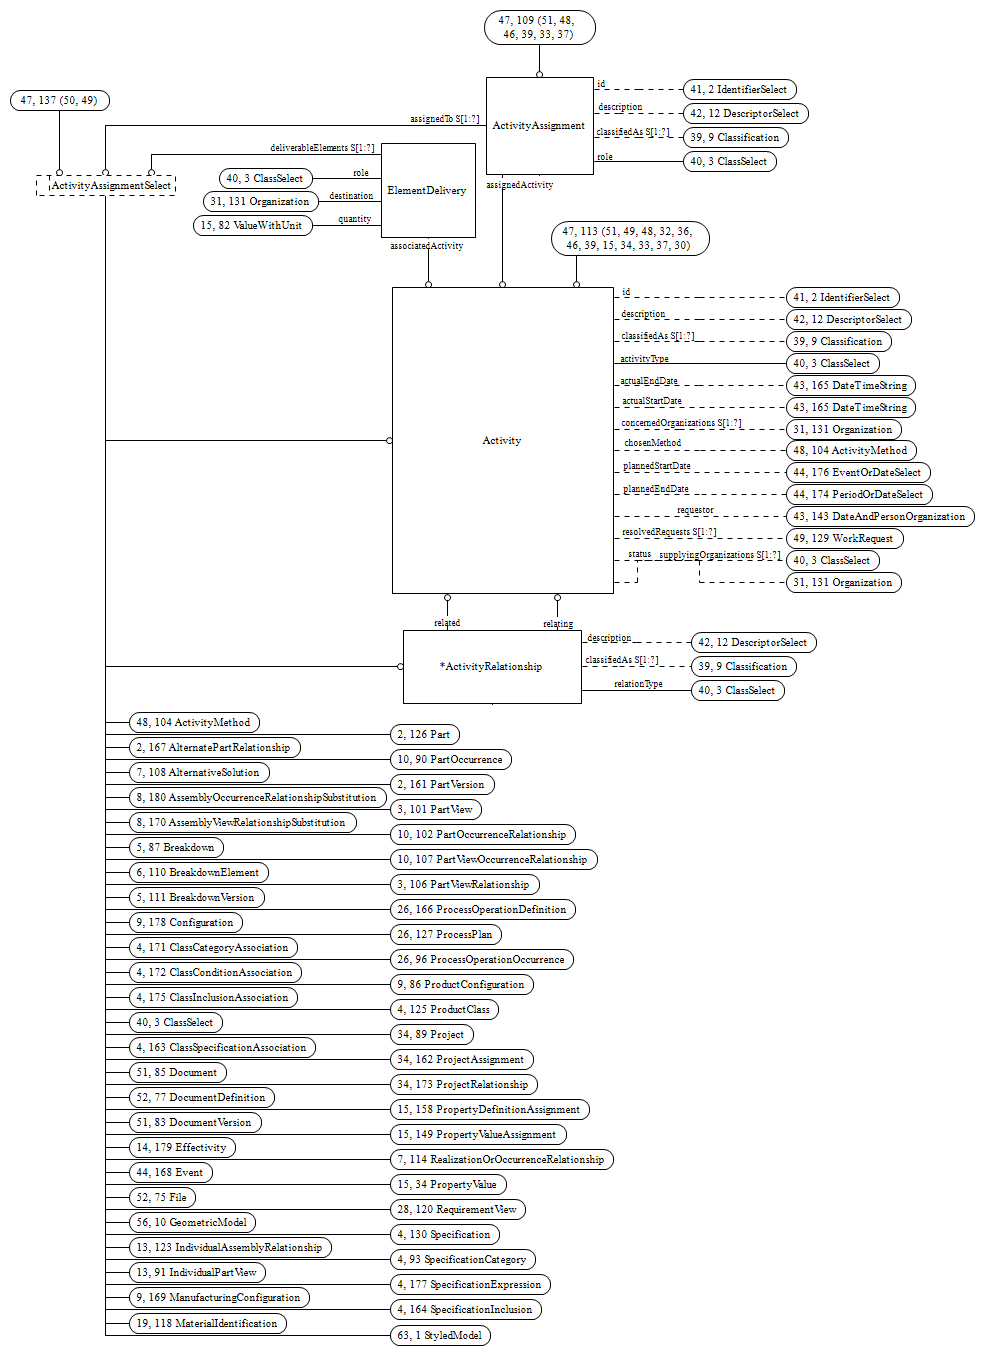 47, 109 (51, 48,
46, 39, 33, 37)
47, 137 (50, 49)
ActivityAssignment
id
41, 2 IdentifierSelect
description
42, 12 DescriptorSelect
classifiedAs S[1:?]
39, 9 Classification
role
40, 3 ClassSelect
assignedTo S[1:?]
assignedActivity
ActivityAssignmentSelect
deliverableElements S[1:?]
ElementDelivery
role
40, 3 ClassSelect
destination
31, 131 Organization
quantity
15, 82 ValueWithUnit
associatedActivity
47, 113 (51, 49, 48, 32, 36,
46, 39, 15, 34, 33, 37, 30)
Activity
id
41, 2 IdentifierSelect
description
42, 12 DescriptorSelect
classifiedAs S[1:?]
39, 9 Classification
activityType
40, 3 ClassSelect
actualEndDate
43, 165 DateTimeString
actualStartDate
43, 165 DateTimeString
concernedOrganizations S[1:?]
31, 131 Organization
chosenMethod
48, 104 ActivityMethod
plannedStartDate
44, 176 EventOrDateSelect
plannedEndDate
44, 174 PeriodOrDateSelect
requestor
43, 143 DateAndPersonOrganization
resolvedRequests S[1:?]
49, 129 WorkRequest
status
supplyingOrganizations S[1:?]
40, 3 ClassSelect
31, 131 Organization
related
relating
*ActivityRelationship
description
42, 12 DescriptorSelect
classifiedAs S[1:?]
39, 9 Classification
relationType
40, 3 ClassSelect
48, 104 ActivityMethod
2, 126 Part
2, 167 AlternatePartRelationship
10, 90 PartOccurrence
7, 108 AlternativeSolution
2, 161 PartVersion
8, 180 AssemblyOccurrenceRelationshipSubstitution
3, 101 PartView
8, 170 AssemblyViewRelationshipSubstitution
10, 102 PartOccurrenceRelationship
5, 87 Breakdown
10, 107 PartViewOccurrenceRelationship
6, 110 BreakdownElement
3, 106 PartViewRelationship
5, 111 BreakdownVersion
26, 166 ProcessOperationDefinition
9, 178 Configuration
26, 127 ProcessPlan
4, 171 ClassCategoryAssociation
26, 96 ProcessOperationOccurrence
4, 172 ClassConditionAssociation
9, 86 ProductConfiguration
4, 175 ClassInclusionAssociation
4, 125 ProductClass
40, 3 ClassSelect
34, 89 Project
4, 163 ClassSpecificationAssociation
34, 162 ProjectAssignment
51, 85 Document
34, 173 ProjectRelationship
52, 77 DocumentDefinition
15, 158 PropertyDefinitionAssignment
51, 83 DocumentVersion
15, 149 PropertyValueAssignment
14, 179 Effectivity
7, 114 RealizationOrOccurrenceRelationship
44, 168 Event
15, 34 PropertyValue
52, 75 File
28, 120 RequirementView
56, 10 GeometricModel
4, 130 Specification
13, 123 IndividualAssemblyRelationship
4, 93 SpecificationCategory
13, 91 IndividualPartView
4, 177 SpecificationExpression
9, 169 ManufacturingConfiguration
4, 164 SpecificationInclusion
19, 118 MaterialIdentification
63, 1 StyledModel